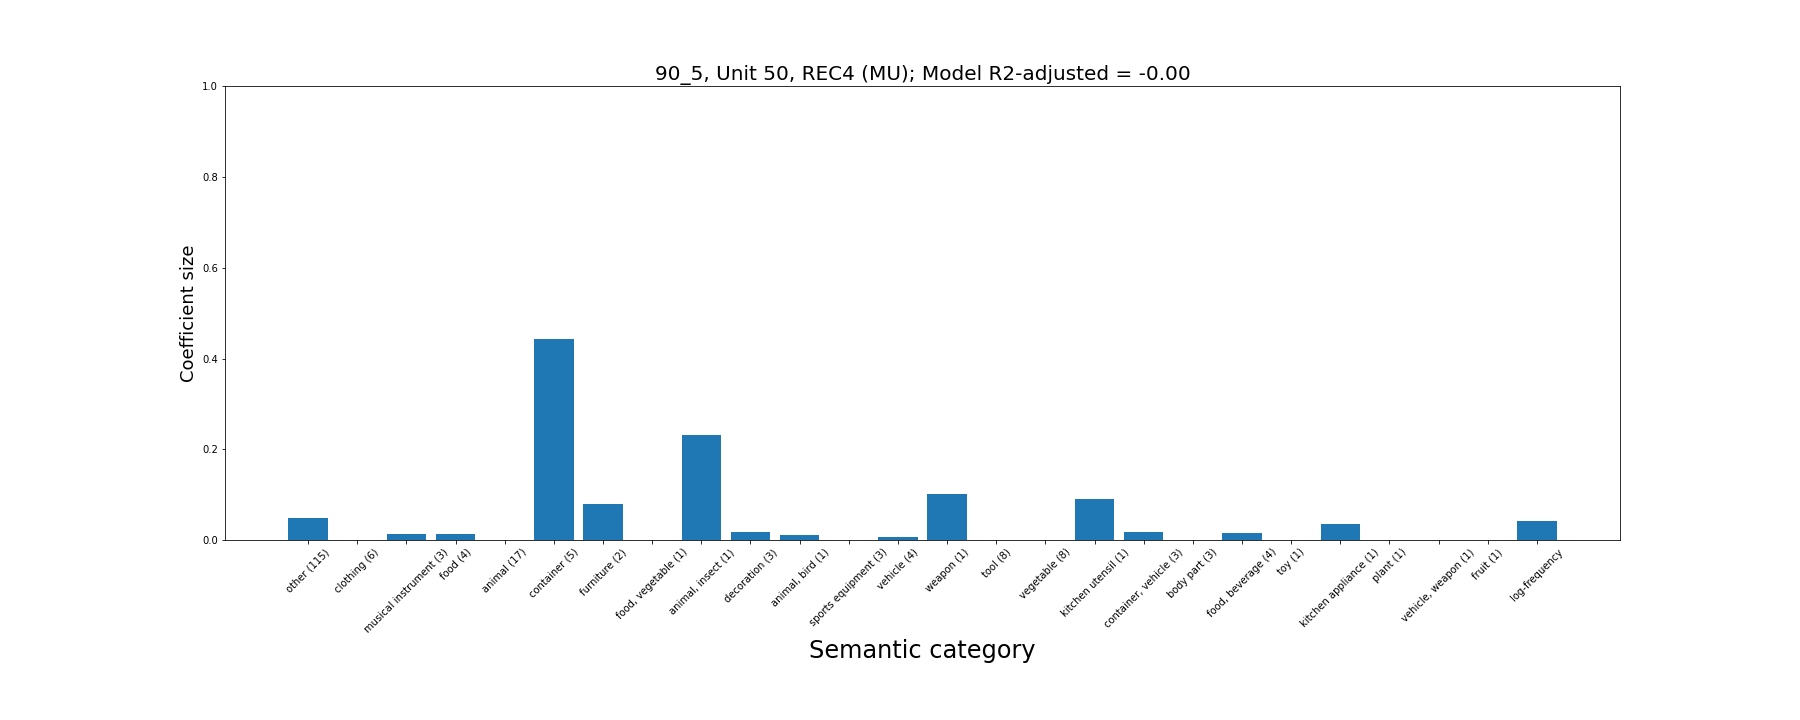 90_5, Unit 50, REC4 (MU); Model R2-adjusted = -0.00
Coefficient size
1.0
0.8
0.6
0.4
0.2
0.0
other (115)
clothing (6)
musical instrument (3)
food (4)
animal (17)
container (5)
furniture (2)
food, vegetable (1)
animal, insect (1)
decoration (3)
animal, bird (1)
sports equipment (3)
vehicle (4)
weapon (1)
tool (8)
vegetable (8)
kitchen utensil (1)
container, vehicle (3)
body part (3)
food, beverage (4)
toy (1)
kitchen appliance (1)
plant (1)
vehicle, weapon (1)
fruit (1)
log-frequency
Semantic category